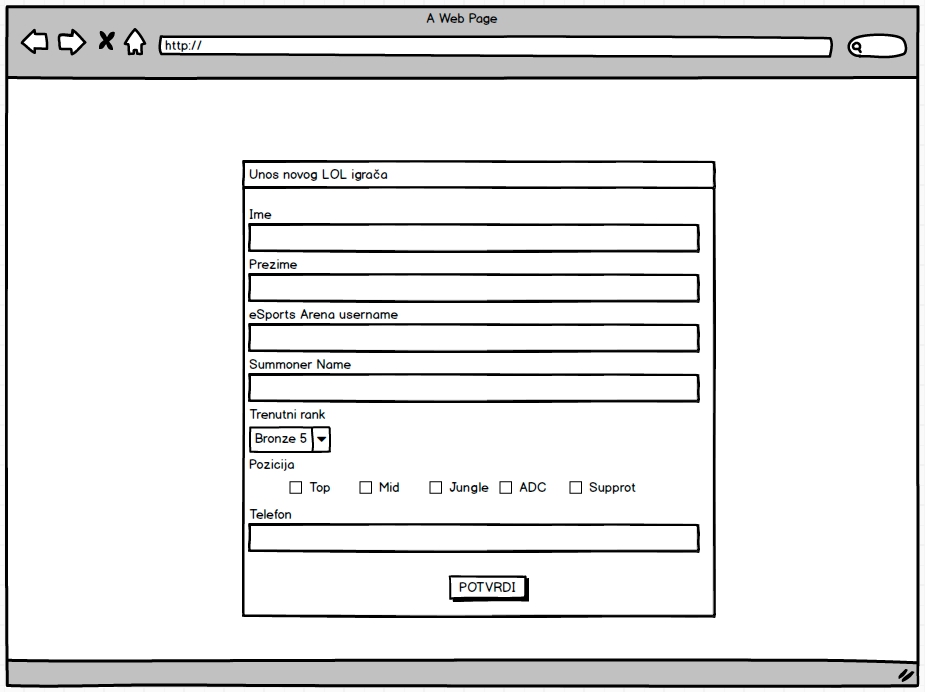 A Web Page
http://
Unos novog LOL igrača
Ime
Prezime
eSports Arena username
Summoner Name
Trenutni rank
Bronze 5
Pozicija
Top Mid Jungle ADC Supprot
Telefon
POTVRDI